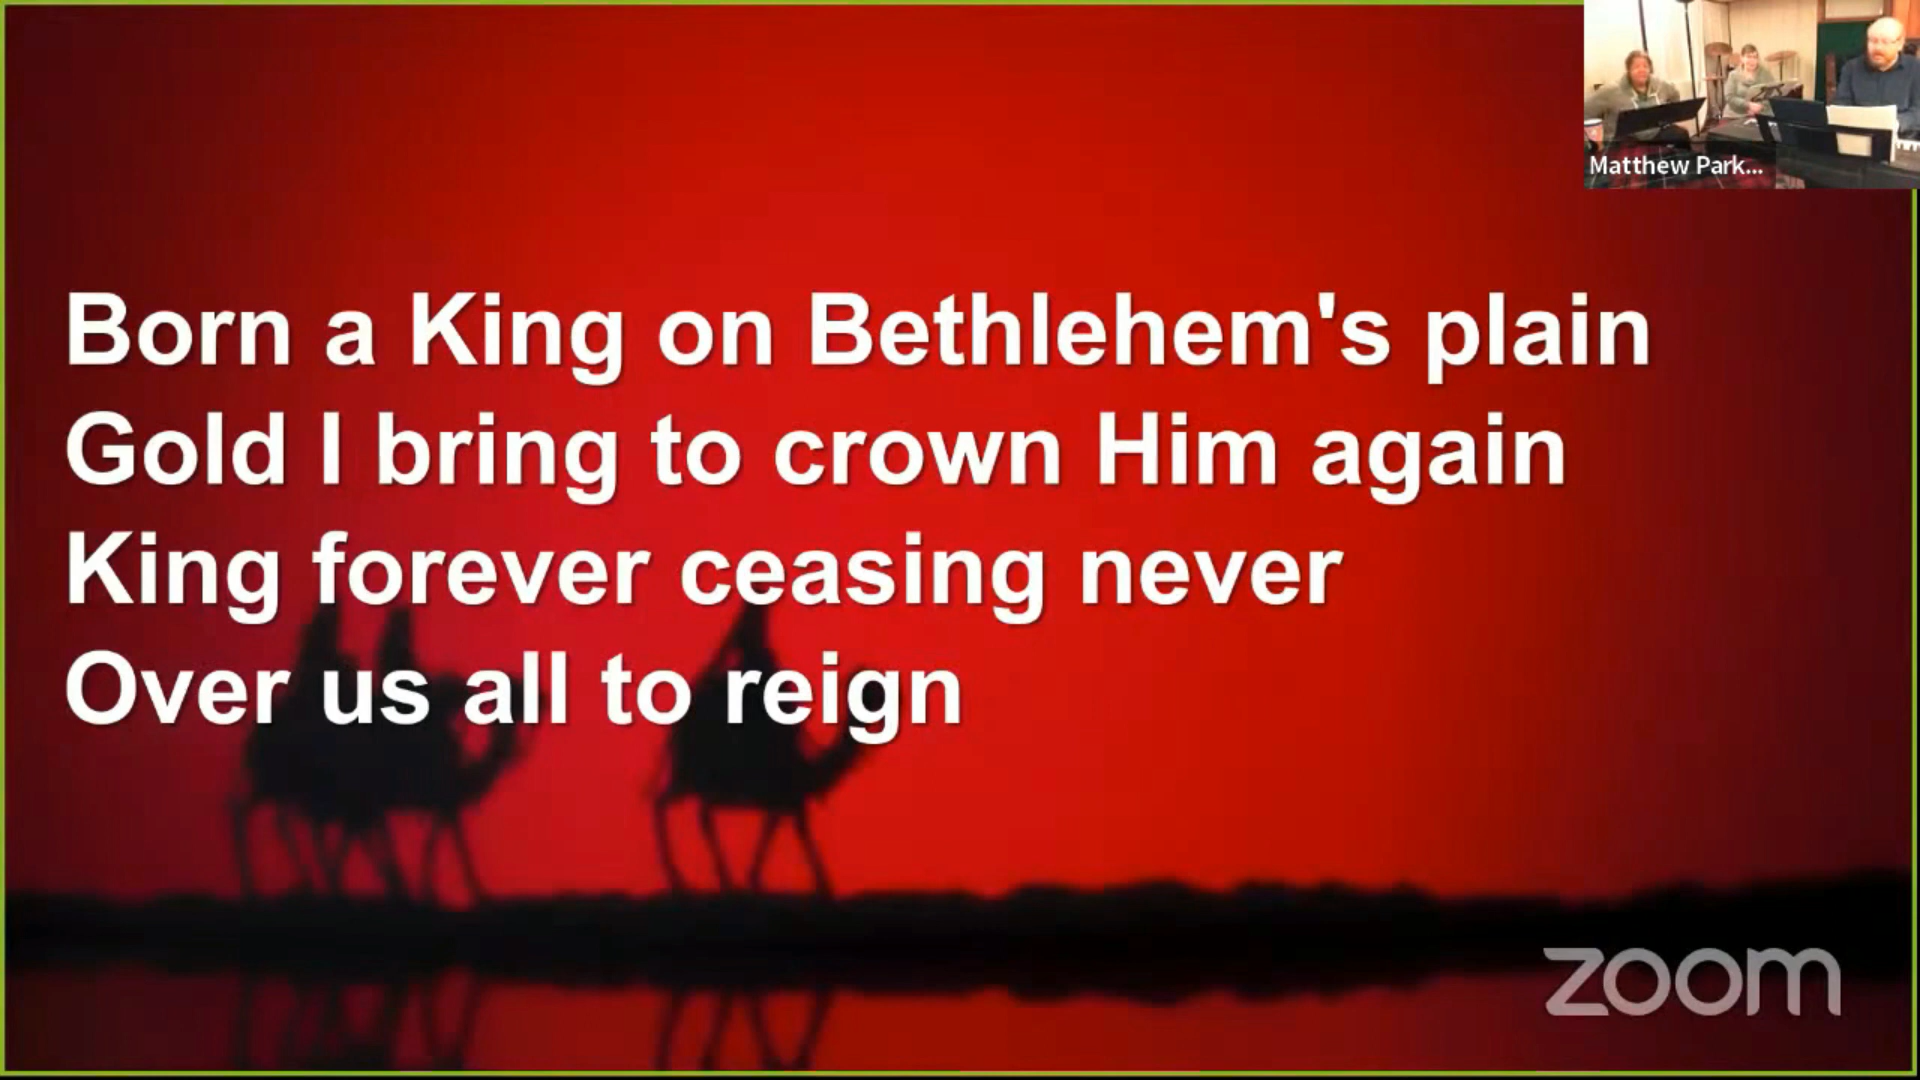 Matthew Park...
Born a King on Bethlehem's plain
Gold I bring to crown Him again
King forever ceasing never
Over us all to reign
zoom